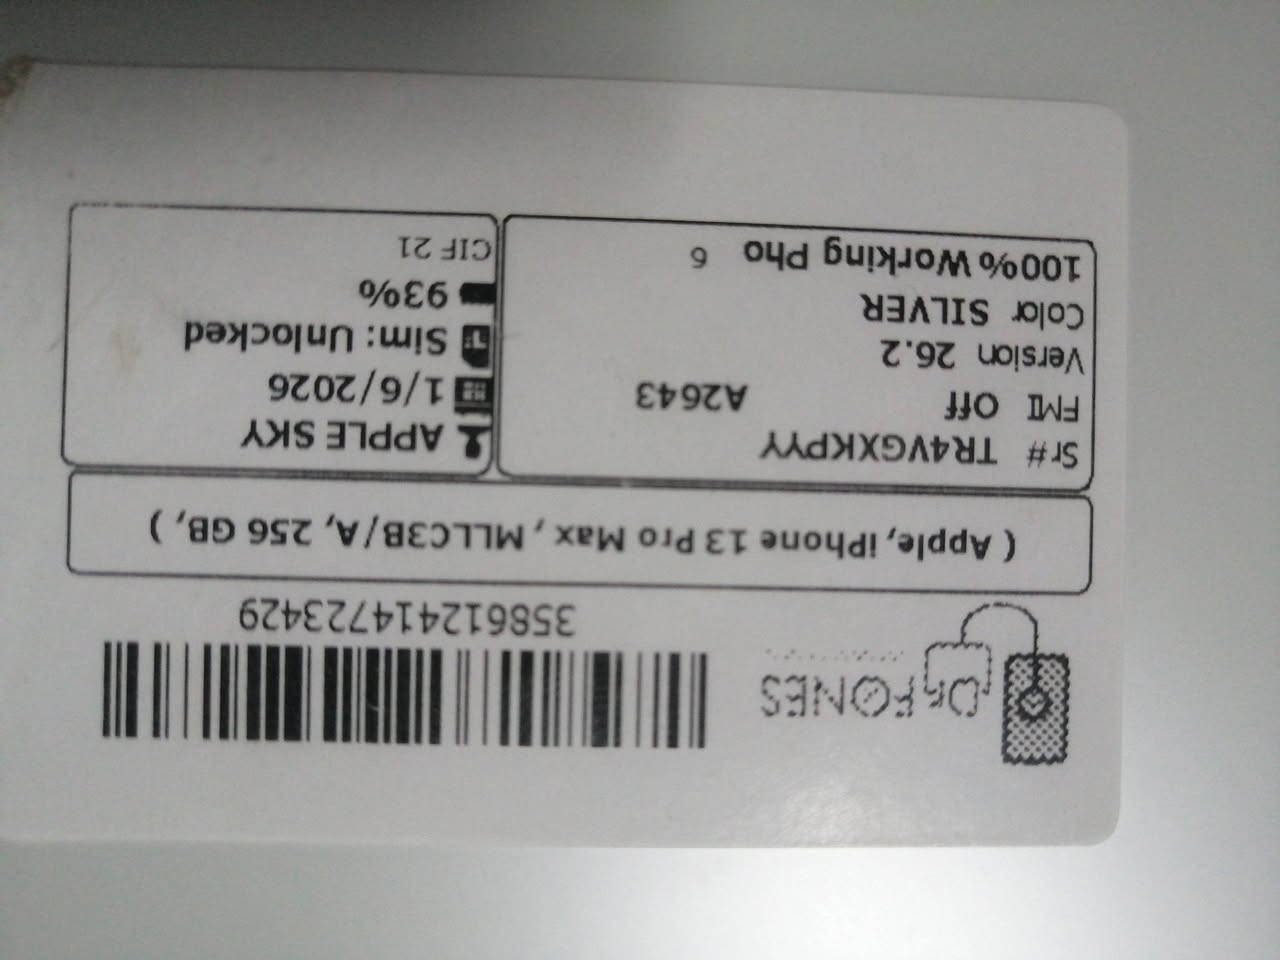 DrFONES
358612414723429
( Apple, iPhone 13 Pro Max , MLLC3B/A, 256 GB, )
Sr# TR4VGXKPYY
FMI Off A2643
Version 26.2
Color SILVER
100% Working Pho 6
APPLE SKY
1/6/2026
Sim: Unlocked
93%
CIF 21